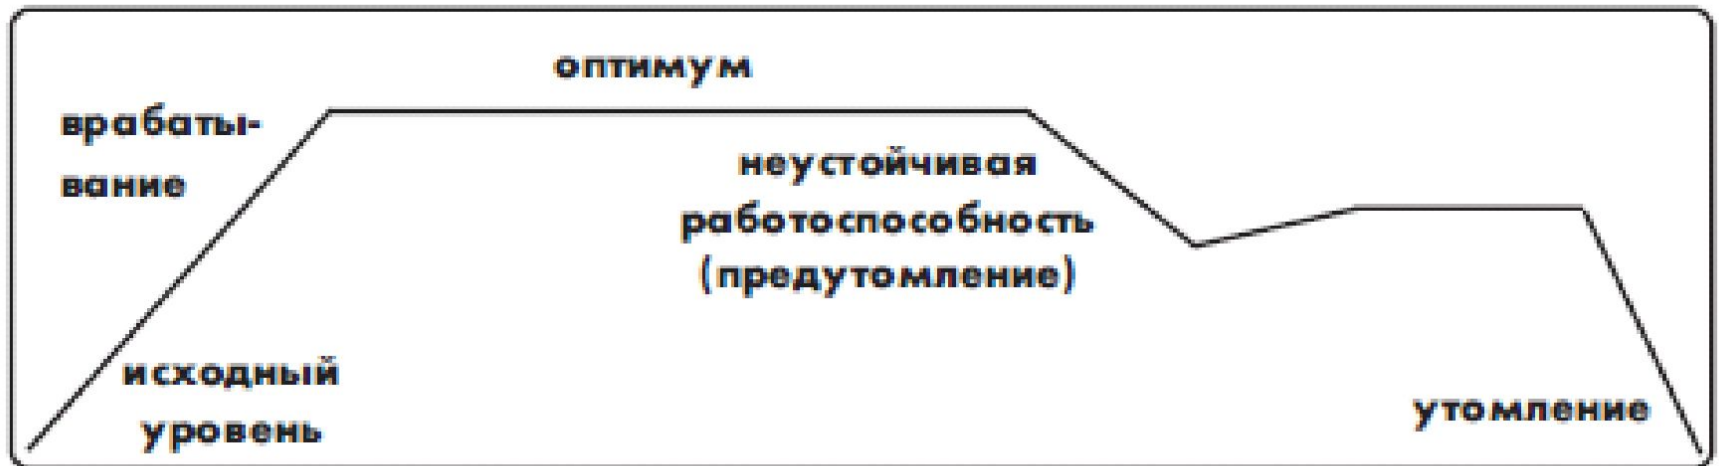 оптимум
врабаты-
вание
неустойчивая
работоспособность
(предутомление)
исходный
уровень
утомление